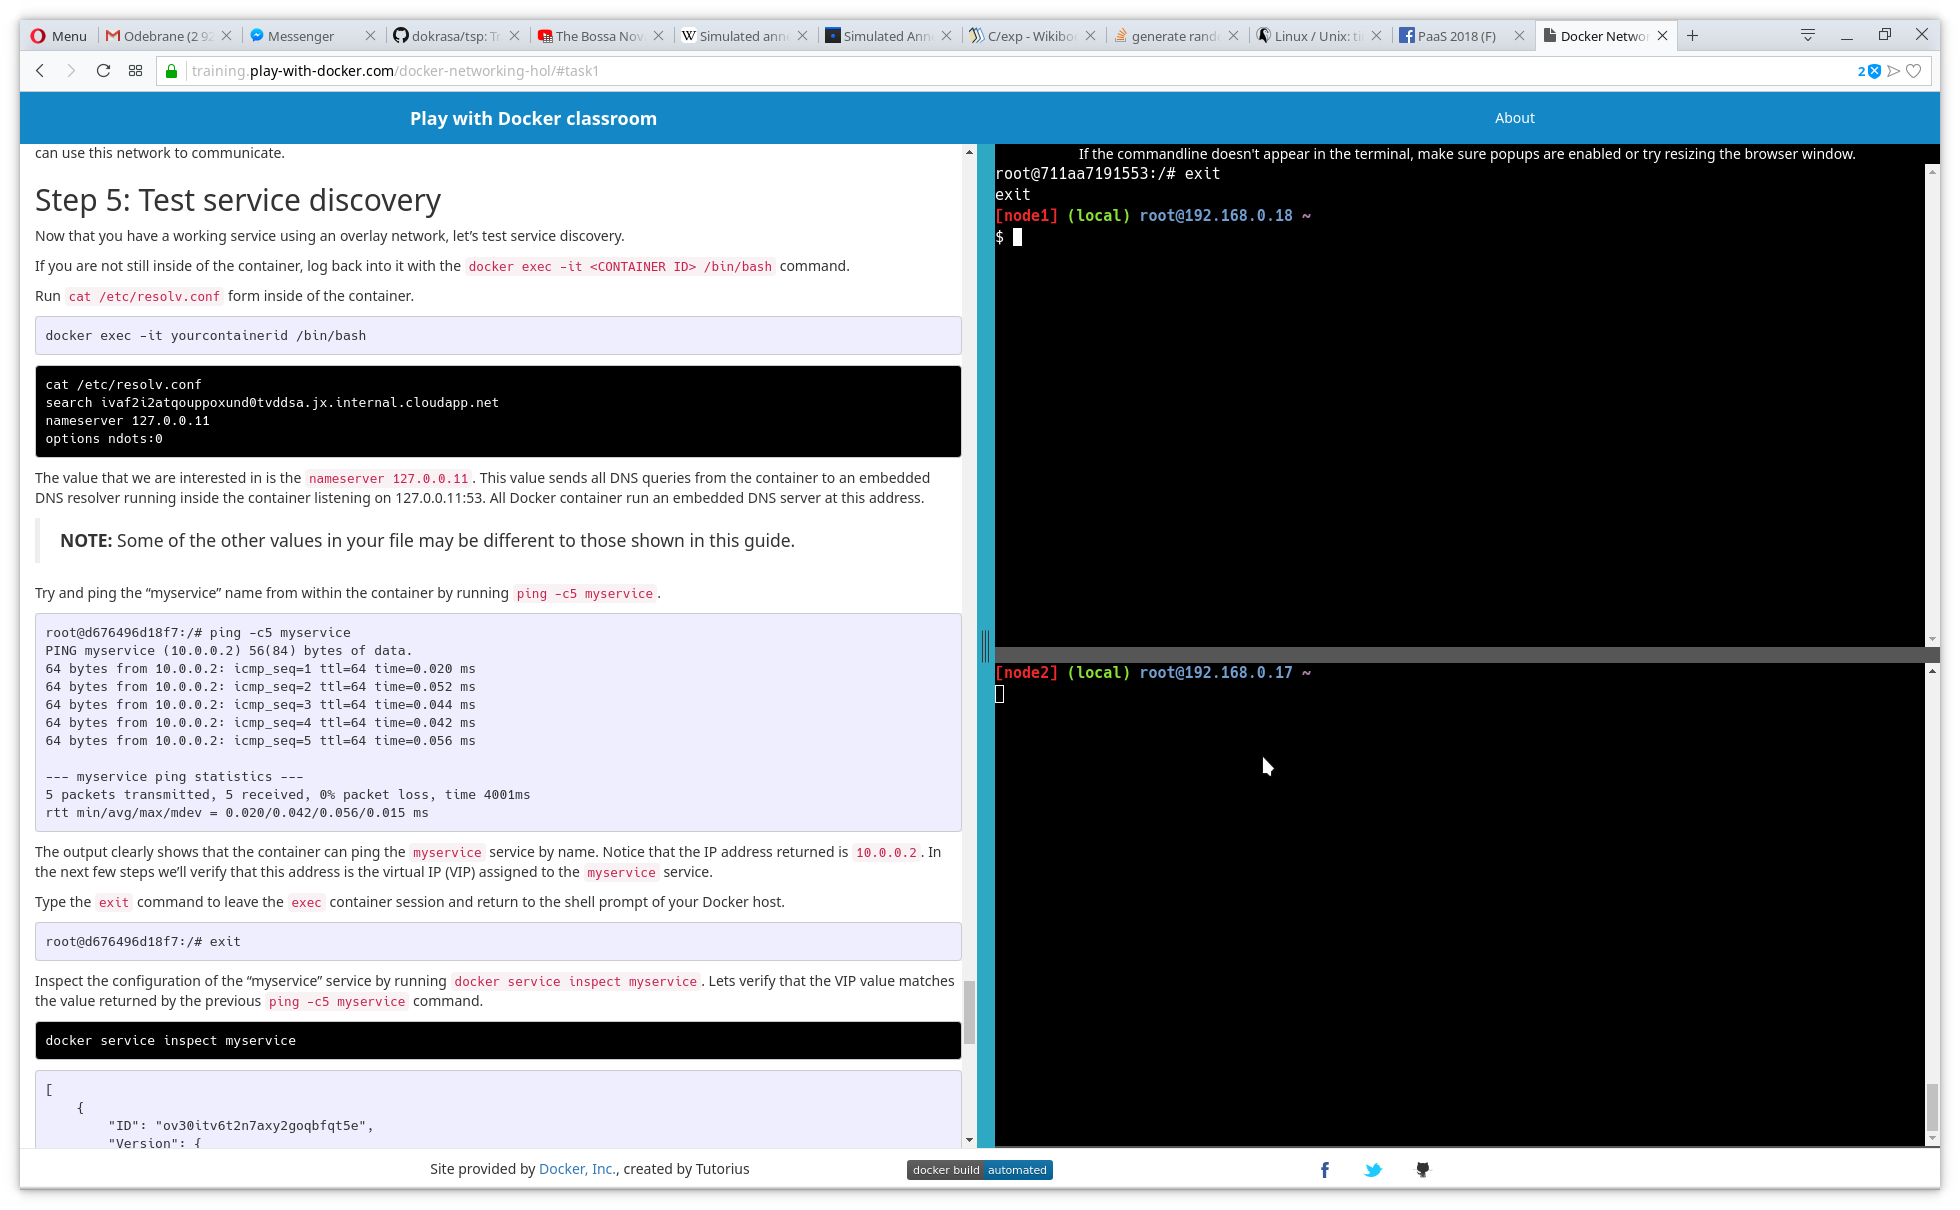 Menu
Odebrane (2 92
Messenger
dokrasa/tsp: Tr
The Bossa Nov
Simulated ann
Simulated Ann
C/exp - Wikibo
generate rand
Linux / Unix: ti
PaaS 2018 (F)
Docker Networ
training.play-with-docker.com/docker-networking-hol/#task1
2
Play with Docker classroom
About
can use this network to communicate.
Step 5: Test service discovery
Now that you have a working service using an overlay network, let’s test service discovery.
If you are not still inside of the container, log back into it with the docker exec -it <CONTAINER ID> /bin/bash command.
Run cat /etc/resolv.conf form inside of the container.
docker exec -it yourcontainerid /bin/bash
cat /etc/resolv.conf
search ivaf2i2atqouppoxund0tvddsa.jx.internal.cloudapp.net
nameserver 127.0.0.11
options ndots:0
The value that we are interested in is the nameserver 127.0.0.11. This value sends all DNS queries from the container to an embedded
DNS resolver running inside the container listening on 127.0.0.11:53. All Docker container run an embedded DNS server at this address.
NOTE: Some of the other values in your file may be different to those shown in this guide.
Try and ping the “myservice” name from within the container by running ping -c5 myservice.
root@d676496d18f7:/# ping -c5 myservice
PING myservice (10.0.0.2) 56(84) bytes of data.
64 bytes from 10.0.0.2: icmp_seq=1 ttl=64 time=0.020 ms
64 bytes from 10.0.0.2: icmp_seq=2 ttl=64 time=0.052 ms
64 bytes from 10.0.0.2: icmp_seq=3 ttl=64 time=0.044 ms
64 bytes from 10.0.0.2: icmp_seq=4 ttl=64 time=0.042 ms
64 bytes from 10.0.0.2: icmp_seq=5 ttl=64 time=0.056 ms
--- myservice ping statistics ---
5 packets transmitted, 5 received, 0% packet loss, time 4001ms
rtt min/avg/max/mdev = 0.020/0.042/0.056/0.015 ms
The output clearly shows that the container can ping the myservice service by name. Notice that the IP address returned is 10.0.0.2. In
the next few steps we’ll verify that this address is the virtual IP (VIP) assigned to the myservice service.
Type the exit command to leave the exec container session and return to the shell prompt of your Docker host.
root@d676496d18f7:/# exit
Inspect the configuration of the “myservice” service by running docker service inspect myservice. Lets verify that the VIP value matches
the value returned by the previous ping -c5 myservice command.
docker service inspect myservice
[
{
"ID": "ov30itv6t2n7axy2goqbfqt5e",
"Version": {
If the commandline doesn't appear in the terminal, make sure popups are enabled or try resizing the browser window.
root@711aa7191553:/# exit
exit
[node1] (local) root@192.168.0.18 ~
$
[node2] (local) root@192.168.0.17 ~
Site provided by Docker, Inc., created by Tutorius
docker build automated